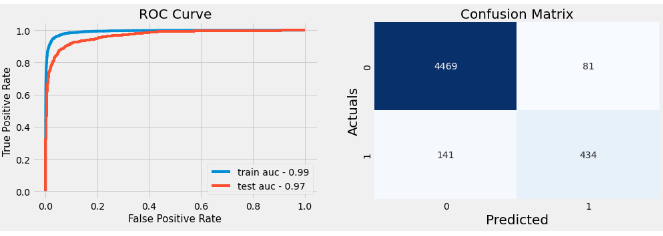 ROC Curve
1.0
0.8
0.6
0.4
0.2
0.0
True Positive Rate
train auc - 0.99
test auc - 0.97
0.0 0.2 0.4 0.6 0.8 1.0
False Positive Rate
Confusion Matrix
Actuals
0
4469 81
1
141 434
0 1
Predicted